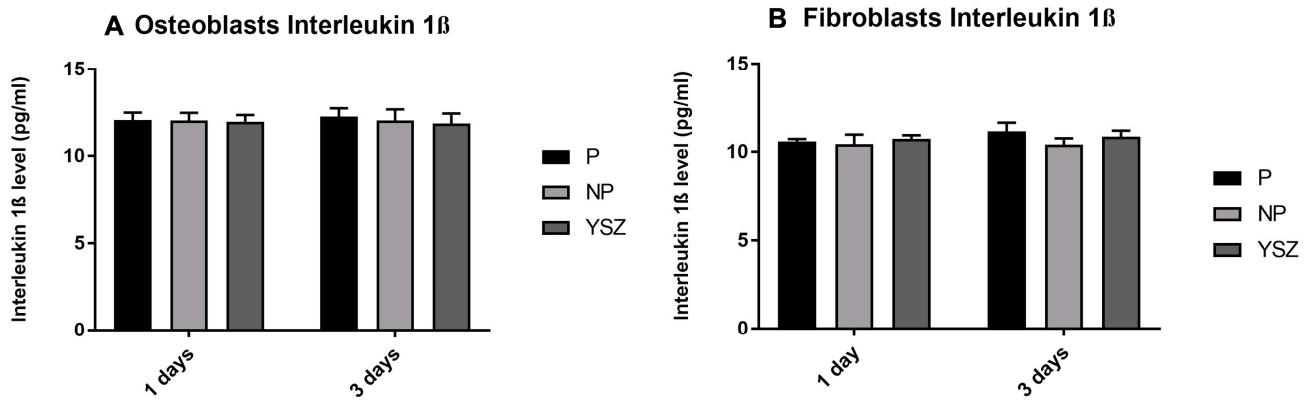 A Osteoblasts Interleukin 1ß
Interleukin 1ß level (pg/ml)
15
10
5
0
1 days
3 days
P
NP
YSZ
B Fibroblasts Interleukin 1ß
Interleukin 1ß level (pg/ml)
15
10
5
0
1 day
3 days
P
NP
YSZ